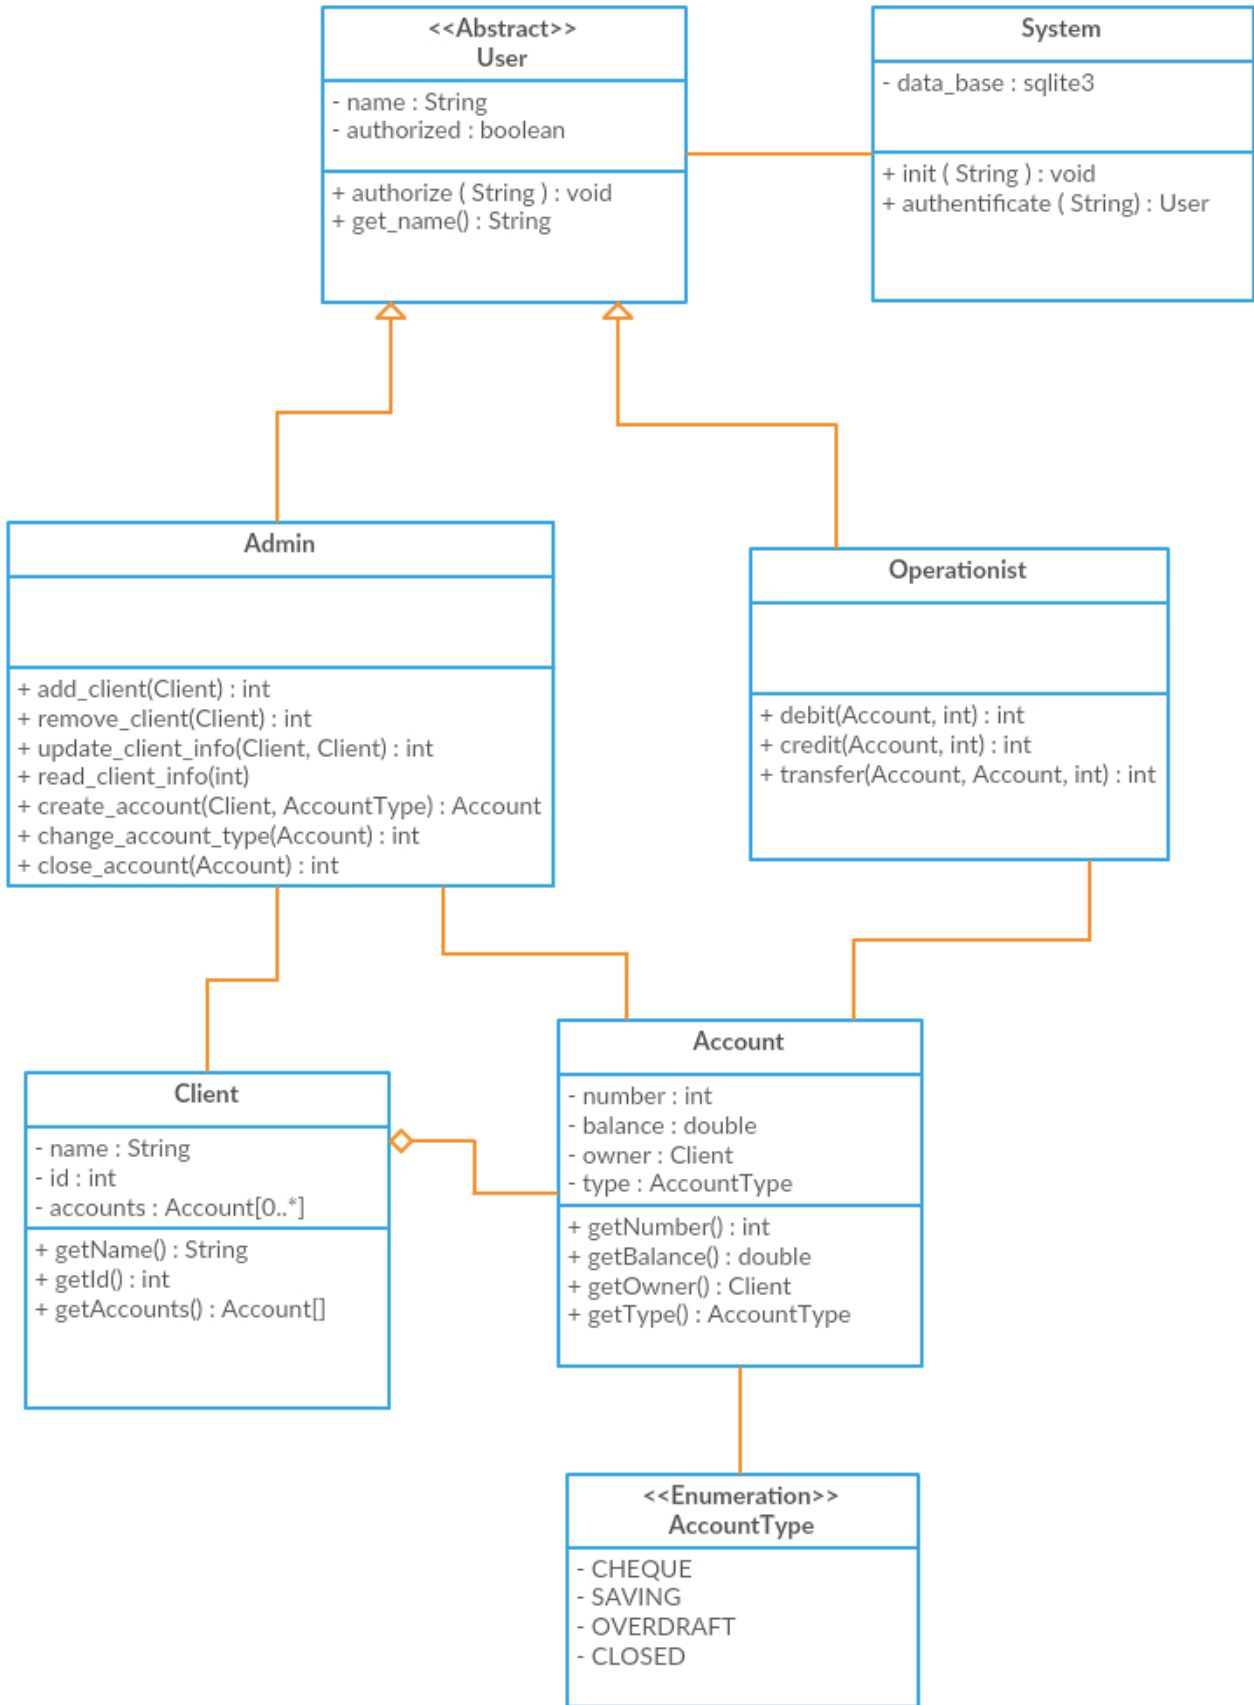 <<Abstract>>
User
- name : String
- authorized : boolean
+ authorize ( String ) : void
+ get_name() : String
System
- data_base : sqlite3
+ init ( String ) : void
+ authentificate ( String) : User
Admin
+ add_client(Client) : int
+ remove_client(Client) : int
+ update_client_info(Client, Client) : int
+ read_client_info(int)
+ create_account(Client, AccountType) : Account
+ change_account_type(Account) : int
+ close_account(Account) : int
Operationist
+ debit(Account, int) : int
+ credit(Account, int) : int
+ transfer(Account, Account, int) : int
Client
- name : String
- id : int
- accounts : Account[0..*]
+ getName() : String
+ getId() : int
+ getAccounts() : Account[]
Account
- number : int
- balance : double
- owner : Client
- type : AccountType
+ getNumber() : int
+ getBalance() : double
+ getOwner() : Client
+ getType() : AccountType
<<Enumeration>>
AccountType
- CHEQUE
- SAVING
- OVERDRAFT
- CLOSED